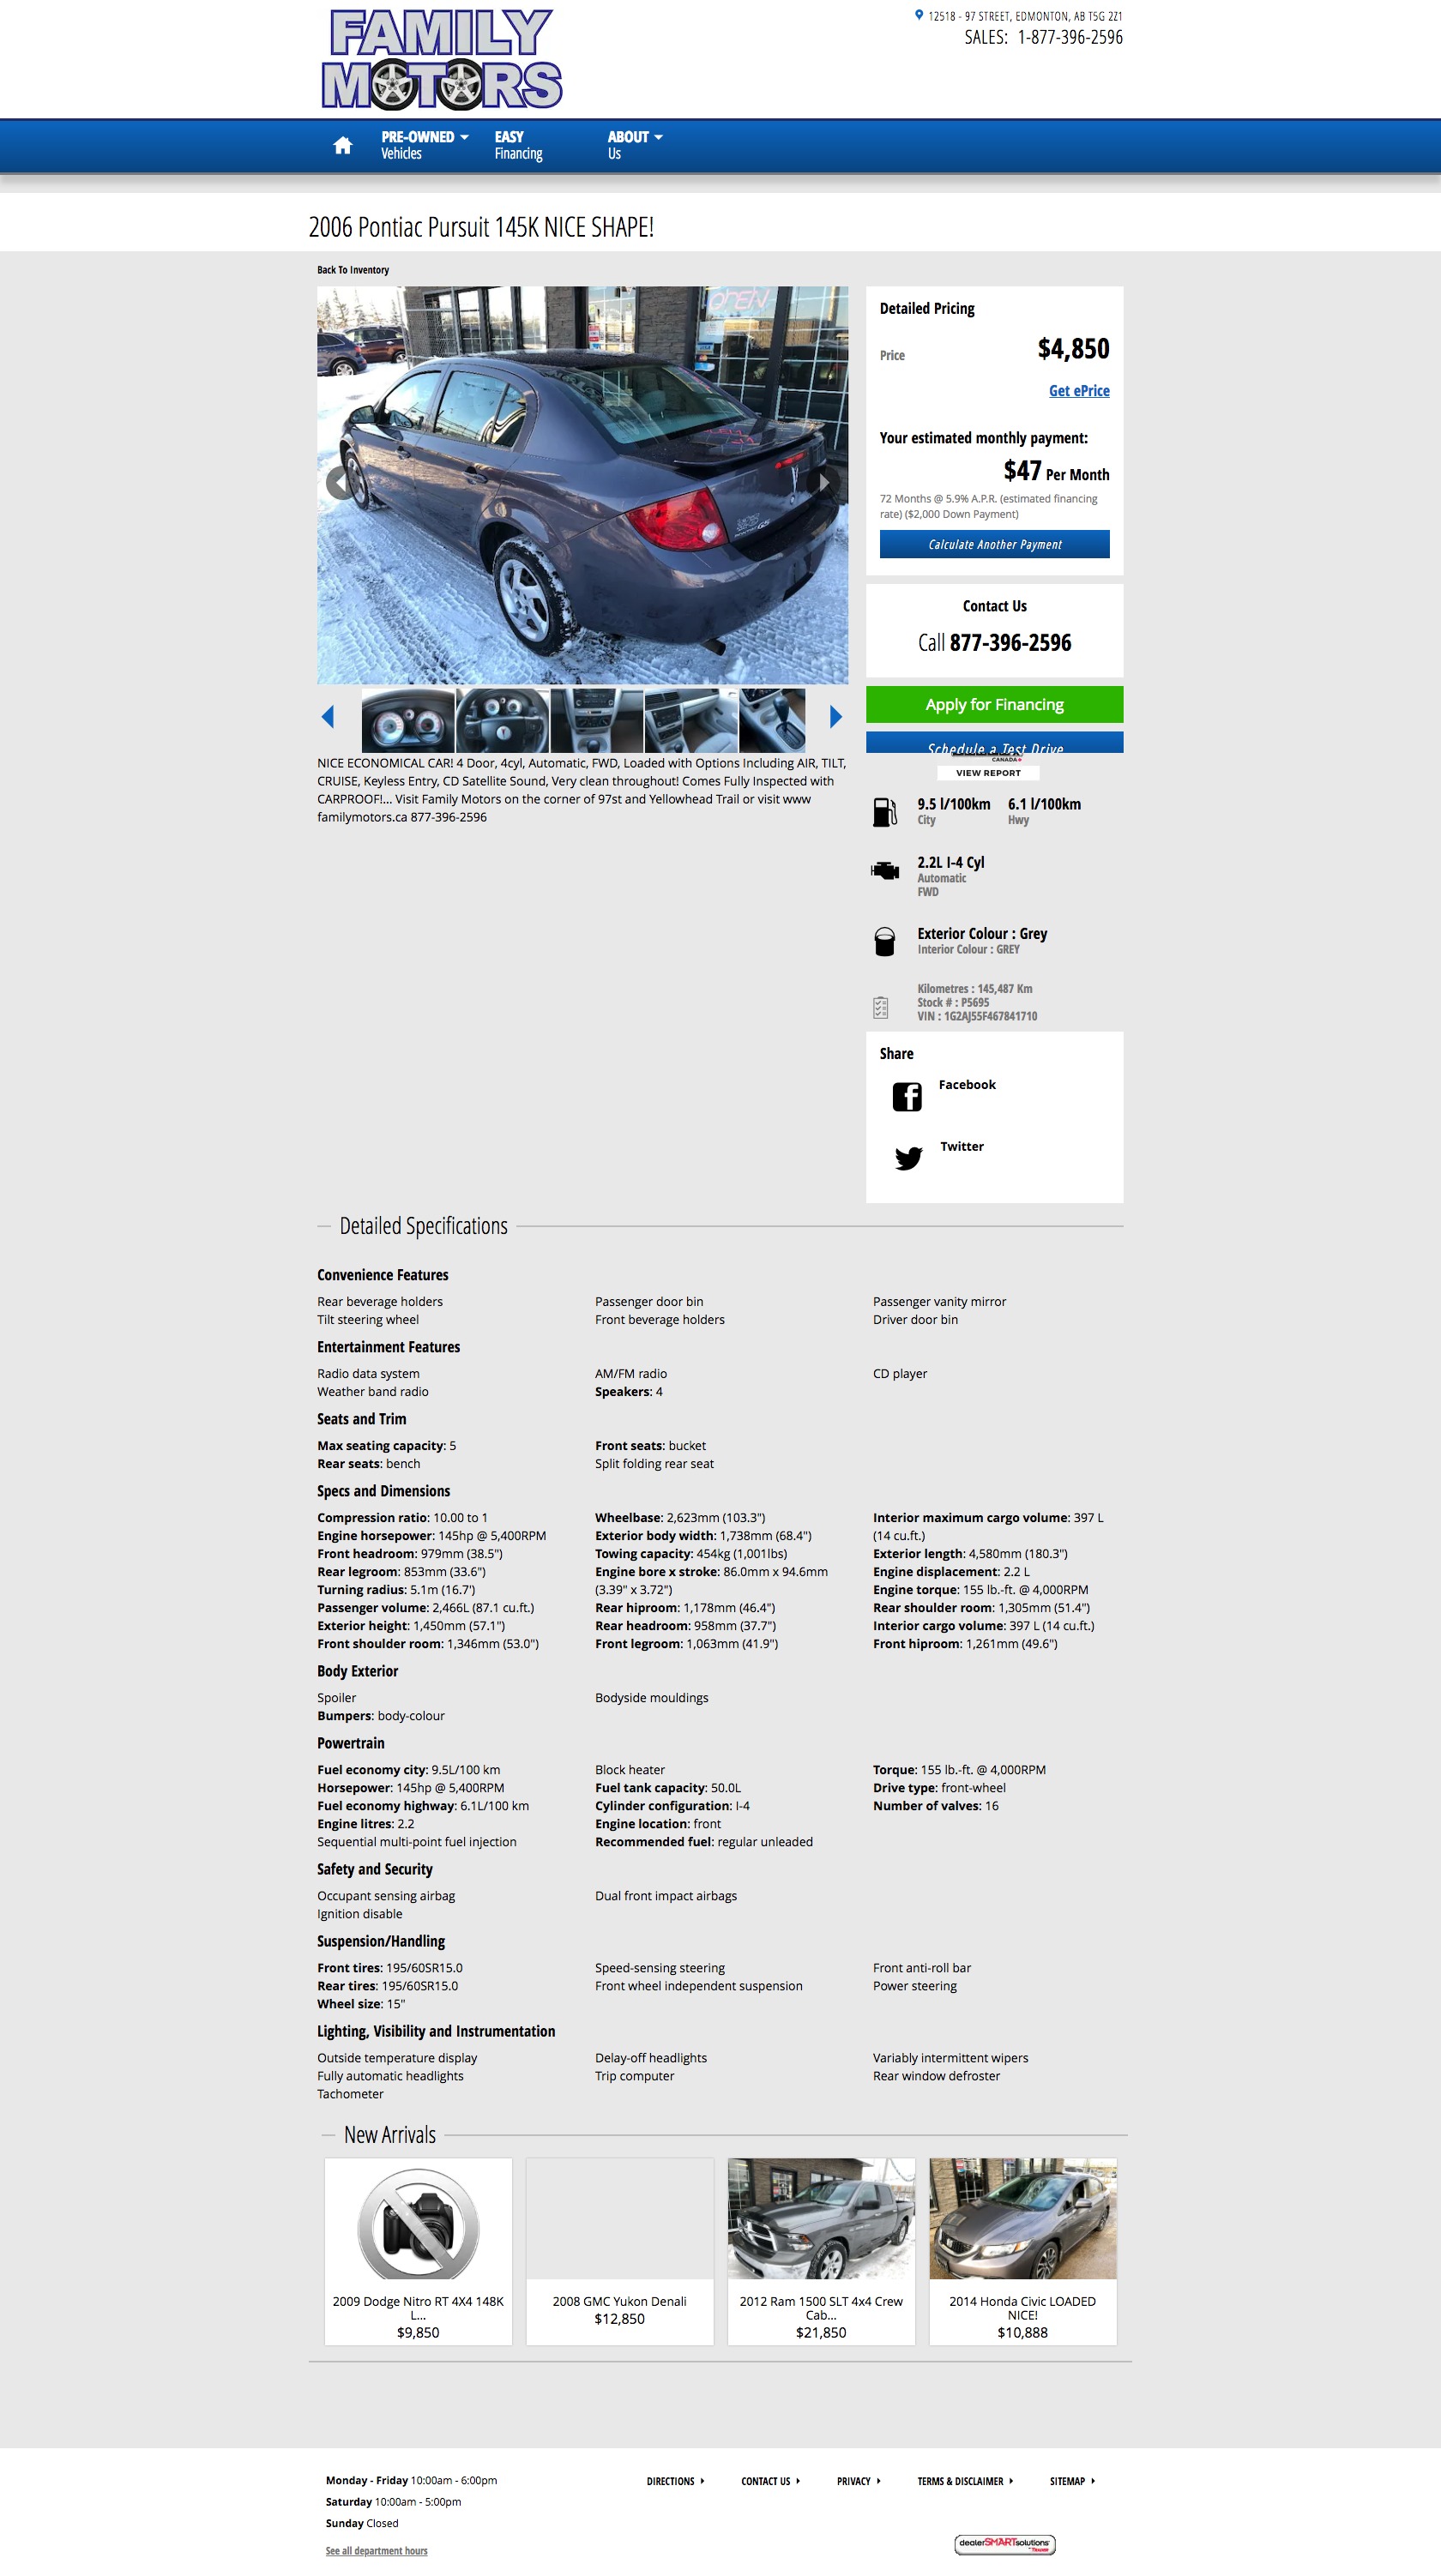 FAMILY
MOTORS
12518 - 97 STREET, EDMONTON, AB T5G 2Z1
SALES: 1-877-396-2596
PRE-OWNED
Vehicles
EASY
Financing
ABOUT
Us
2006 Pontiac Pursuit 145K NICE SHAPE!
Back To Inventory
OPEN
Detailed Pricing
Price $4,850
Get ePrice
Your estimated monthly payment:
$47 Per Month
72 Months @ 5.9% A.P.R. (estimated financing
rate) ($2,000 Down Payment)
Calculate Another Payment
Contact Us
Call 877-396-2596
Apply for Financing
Schedule a Test Drive
CANADA
VIEW REPORT
NICE ECONOMICAL CAR! 4 Door, 4cyl, Automatic, FWD, Loaded with Options Including AIR, TILT,
CRUISE, Keyless Entry, CD Satellite Sound, Very clean throughout! Comes Fully Inspected with
CARPROOF!... Visit Family Motors on the corner of 97st and Yellowhead Trail or visit www
familymotors.ca 877-396-2596
9.5 l/100km 6.1 l/100km
City Hwy
2.2L I-4 Cyl
Automatic
FWD
Exterior Colour : Grey
Interior Colour : GREY
Kilometres : 145,487 Km
Stock # : P5695
VIN : 1G2AJ55F467841710
Share
Facebook
Twitter
Detailed Specifications
Convenience Features
Rear beverage holders Passenger door bin Passenger vanity mirror
Tilt steering wheel Front beverage holders Driver door bin
Entertainment Features
Radio data system AM/FM radio CD player
Weather band radio Speakers: 4
Seats and Trim
Max seating capacity: 5 Front seats: bucket
Rear seats: bench Split folding rear seat
Specs and Dimensions
Compression ratio: 10.00 to 1
Engine horsepower: 145hp @ 5,400RPM
Front headroom: 979mm (38.5")
Rear legroom: 853mm (33.6")
Turning radius: 5.1m (16.7')
Passenger volume: 2,466L (87.1 cu.ft.)
Exterior height: 1,450mm (57.1")
Front shoulder room: 1,346mm (53.0")
Wheelbase: 2,623mm (103.3")
Exterior body width: 1,738mm (68.4")
Towing capacity: 454kg (1,001lbs)
Engine bore x stroke: 86.0mm x 94.6mm
(3.39" x 3.72")
Rear hiproom: 1,178mm (46.4")
Rear headroom: 958mm (37.7")
Front legroom: 1,063mm (41.9")
Interior maximum cargo volume: 397 L
(14 cu.ft.)
Exterior length: 4,580mm (180.3")
Engine displacement: 2.2 L
Engine torque: 155 lb.-ft. @ 4,000RPM
Rear shoulder room: 1,305mm (51.4")
Interior cargo volume: 397 L (14 cu.ft.)
Front hiproom: 1,261mm (49.6")
Body Exterior
Spoiler Bodyside mouldings
Bumpers: body-colour
Powertrain
Fuel economy city: 9.5L/100 km Block heater Torque: 155 lb.-ft. @ 4,000RPM
Horsepower: 145hp @ 5,400RPM Fuel tank capacity: 50.0L Drive type: front-wheel
Fuel economy highway: 6.1L/100 km Cylinder configuration: I-4 Number of valves: 16
Engine litres: 2.2 Engine location: front
Sequential multi-point fuel injection Recommended fuel: regular unleaded
Safety and Security
Occupant sensing airbag Dual front impact airbags
Ignition disable
Suspension/Handling
Front tires: 195/60SR15.0 Speed-sensing steering Front anti-roll bar
Rear tires: 195/60SR15.0 Front wheel independent suspension Power steering
Wheel size: 15"
Lighting, Visibility and Instrumentation
Outside temperature display Delay-off headlights Variably intermittent wipers
Fully automatic headlights Trip computer Rear window defroster
Tachometer
New Arrivals
2009 Dodge Nitro RT 4X4 148K
L...
$9,850
2008 GMC Yukon Denali
$12,850
2012 Ram 1500 SLT 4x4 Crew
Cab...
$21,850
2014 Honda Civic LOADED
NICE!
$10,888
Monday - Friday 10:00am - 6:00pm
Saturday 10:00am - 5:00pm
Sunday Closed
See all department hours
DIRECTIONS CONTACT US PRIVACY TERMS & DISCLAIMER SITEMAP
dealerSMARTsolutions